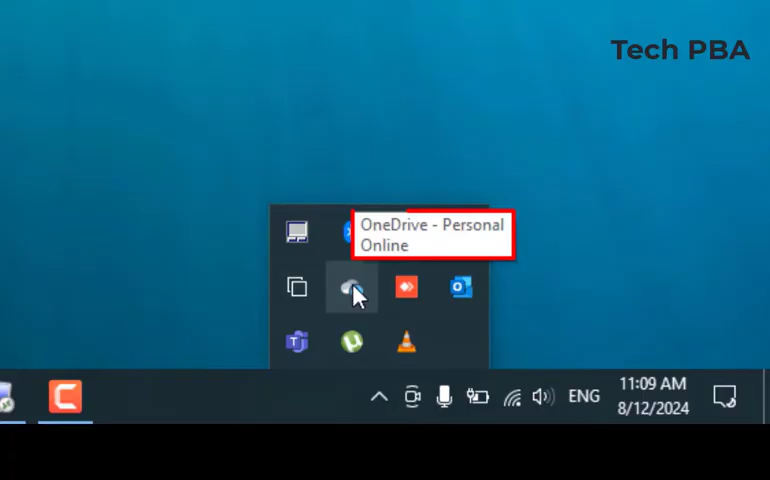 Tech PBA
OneDrive - Personal
Online
ENG
11:09 AM
8/12/2024